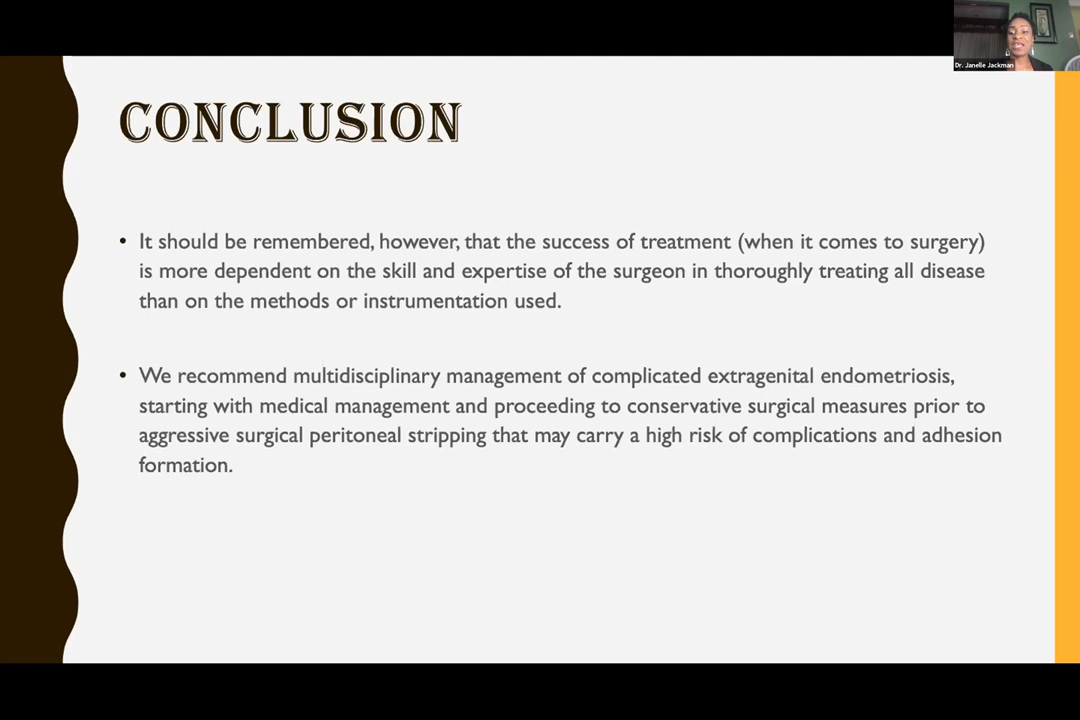 Dr. Janelle Jackman
CONCLUSION
• It should be remembered, however, that the success of treatment (when it comes to surgery)
is more dependent on the skill and expertise of the surgeon in thoroughly treating all disease
than on the methods or instrumentation used.
• We recommend multidisciplinary management of complicated extragenital endometriosis,
starting with medical management and proceeding to conservative surgical measures prior to
aggressive surgical peritoneal stripping that may carry a high risk of complications and adhesion
formation.